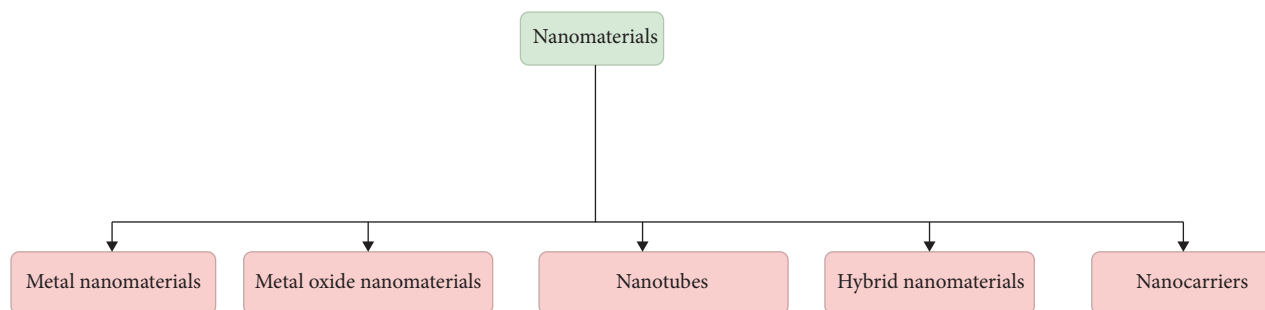 Nanomaterials
Metal nanomaterials
Metal oxide nanomaterials
Nanotubes
Hybrid nanomaterials
Nanocarriers